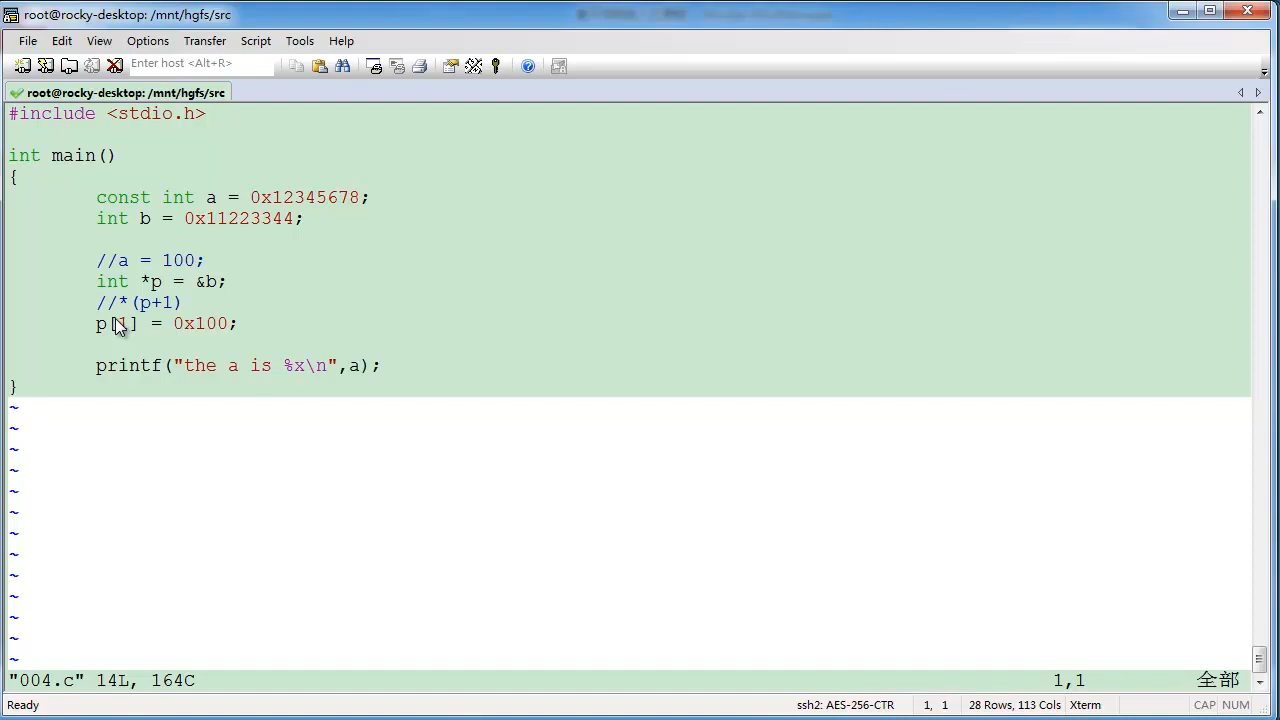 root@rocky-desktop: /mnt/hgfs/src
File Edit View Options Transfer Script Tools Help
Enter host <Alt+R>
root@rocky-desktop: /mnt/hgfs/src
#include <stdio.h>
int main()
{
const int a = 0x12345678;
int b = 0x11223344;
//a = 100;
int *p = &b;
//*(p+1)
p[1] = 0x100;
printf("the a is %x\n",a);
}
~
~
~
~
~
~
~
~
~
~
~
~
~
"004.c" 14L, 164C 1,1 全部
Ready ssh2: AES-256-CTR 1, 1 28 Rows, 113 Cols Xterm CAP NUM